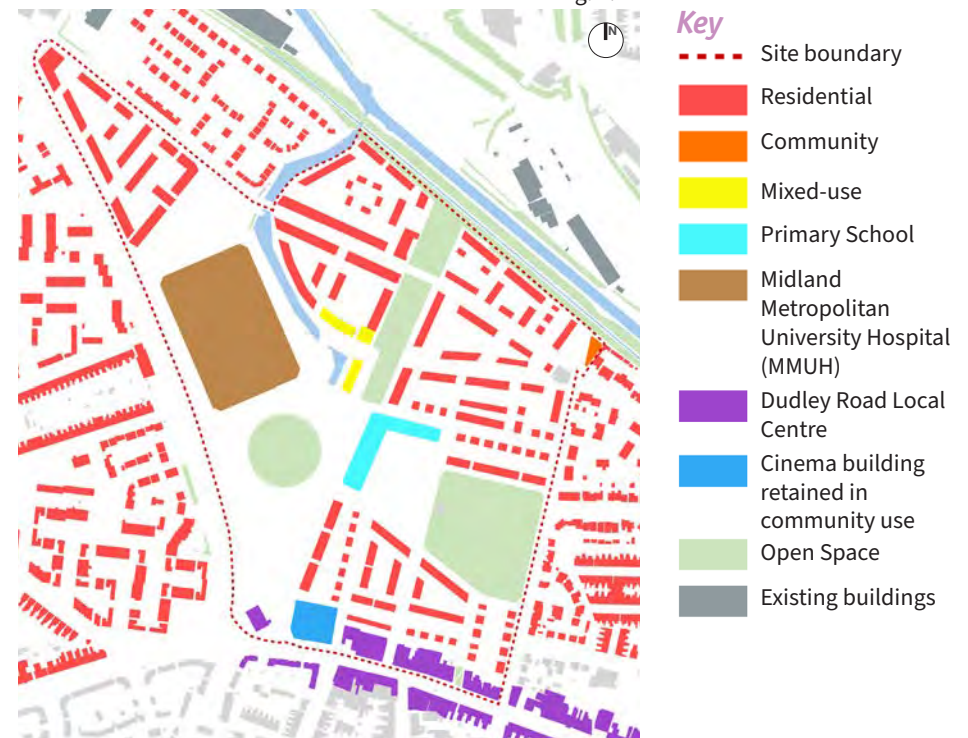 N
Key
Site boundary
Residential
Community
Mixed-use
Primary School
Midland
Metropolitan
University Hospital
(MMUH)
Dudley Road Local
Centre
Cinema building
retained in
community use
Open Space
Existing buildings